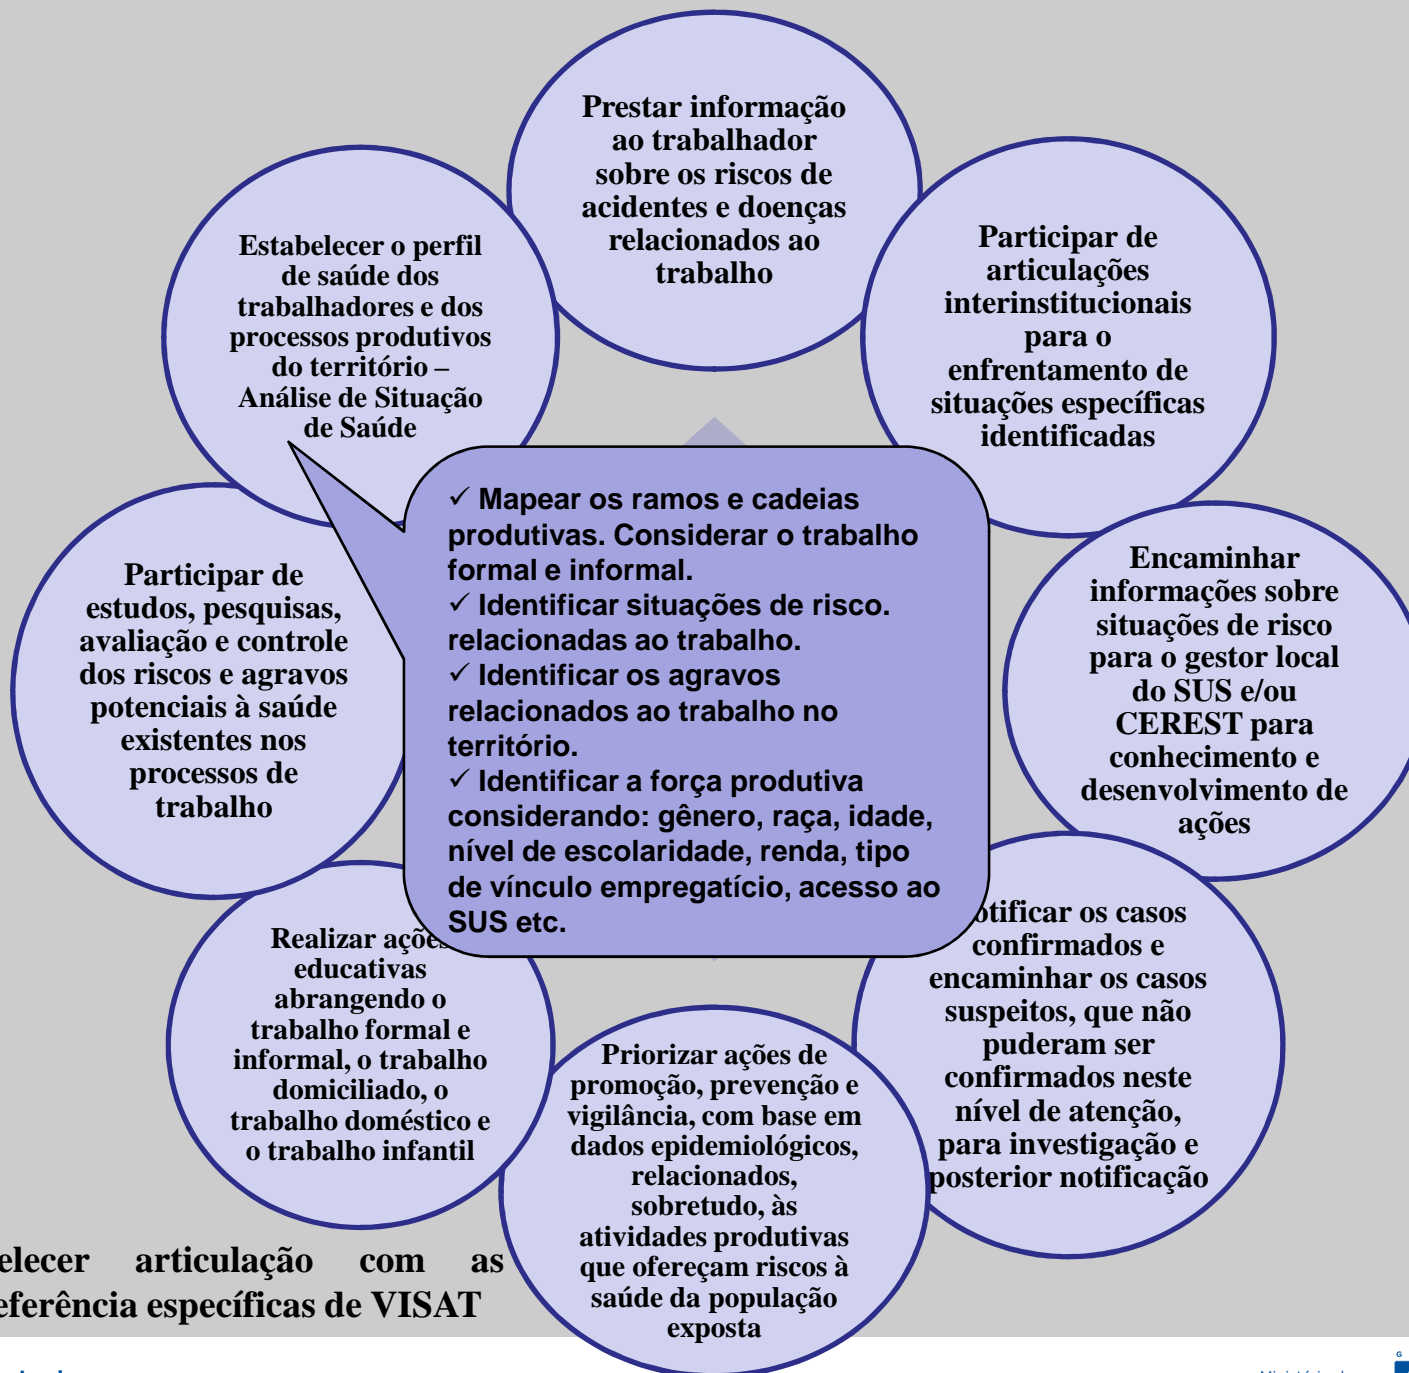 Prestar informação
ao trabalhador
sobre os riscos de
acidentes e doenças
relacionados ao
trabalho
Participar de
articulações
interinstitucionais
para o
enfrentamento de
situações específicas
identificadas
Encaminhar
informações sobre
situações de risco
para o gestor local
do SUS e/ou
CEREST para
conhecimento e
desenvolvimento de
ações
otificar os casos
confirmados e
encaminhar os casos
suspeitos, que não
puderam ser
confirmados neste
nível de atenção,
para investigação e
posterior notificação
Priorizar ações de
promoção, prevenção e
vigilância, com base em
dados epidemiológicos,
relacionados,
sobretudo, às
atividades produtivas
que ofereçam riscos à
saúde da população
exposta
Realizar ações
educativas
abrangendo o
trabalho formal e
informal, o trabalho
domiciliado, o
trabalho doméstico e
o trabalho infantil
Participar de
estudos, pesquisas,
avaliação e controle
dos riscos e agravos
potenciais à saúde
existentes nos
processos de
trabalho
Estabelecer o perfil
de saúde dos
trabalhadores e dos
processos produtivos
do território –
Análise de Situação
de Saúde
✓ Mapear os ramos e cadeias
produtivas. Considerar o trabalho
formal e informal.
✓ Identificar situações de risco.
relacionadas ao trabalho.
✓ Identificar os agravos
relacionados ao trabalho no
território.
✓ Identificar a força produtiva
considerando: gênero, raça, idade,
nível de escolaridade, renda, tipo
de vínculo empregatício, acesso ao
SUS etc.
elecer articulação com as
eferência específicas de VISAT
G